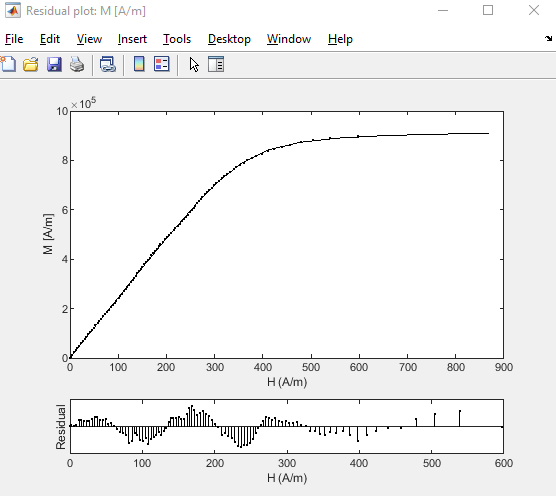 Residual plot: M [A/m]
File Edit View Insert Tools Desktop Window Help
×10^5
10
8
6
4
2
0
M [A/m]
0 100 200 300 400 500 600 700 800 900
H (A/m)
Residual
0 100 200 300 400 500 600
H (A/m)